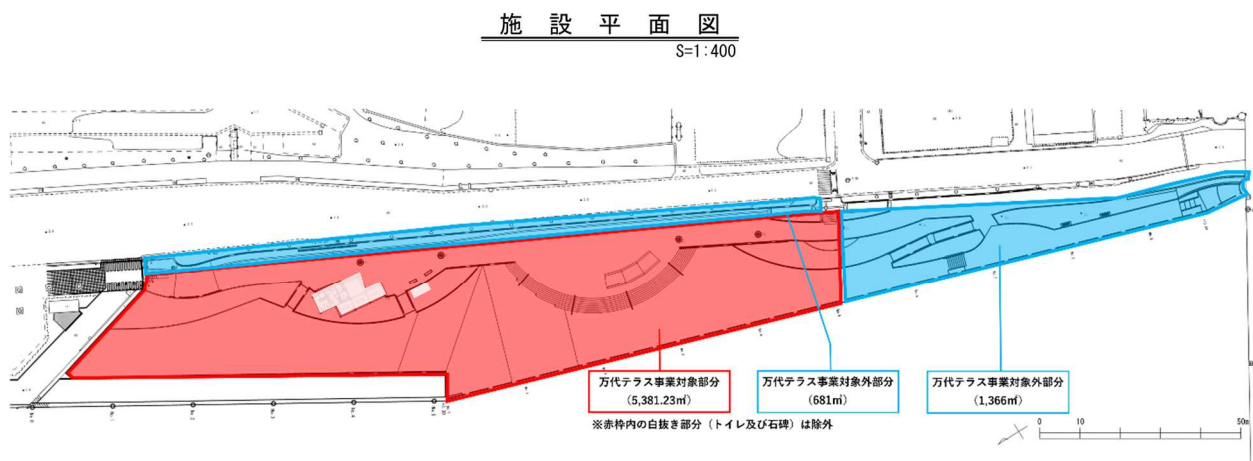 施設平面図
S=1:400
万代テラス事業対象部分
（5,381.23㎡）
万代テラス事業対象外部分
（681㎡）
万代テラス事業対象外部分
（1,366㎡）
※赤枠内の白抜き部分（トイレ及び石碑）は除外
0 10 50m